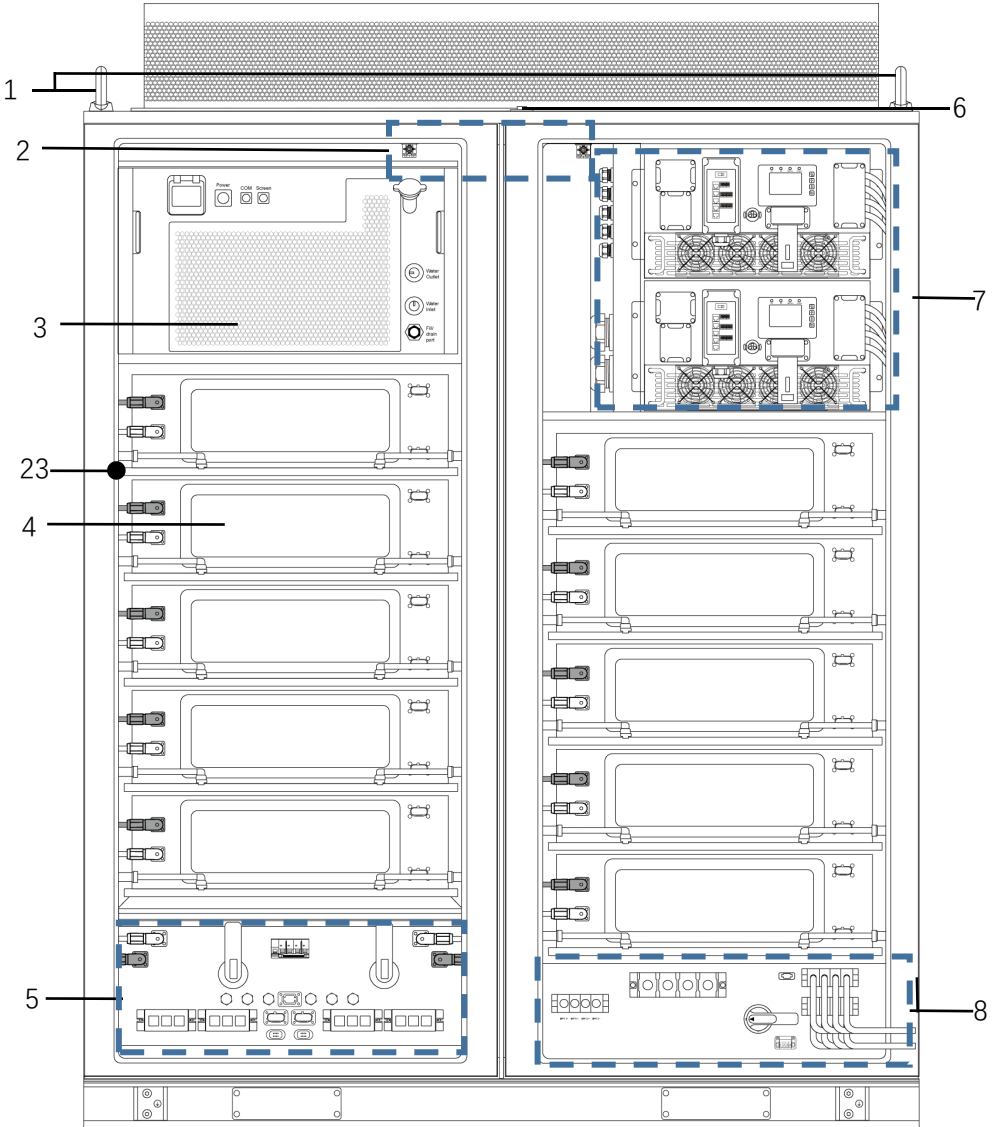 1
6
2
Power
COM Screen
Water
Outlet
7
Water
Inlet
3
Fill/
drain
port
23
4
5
8